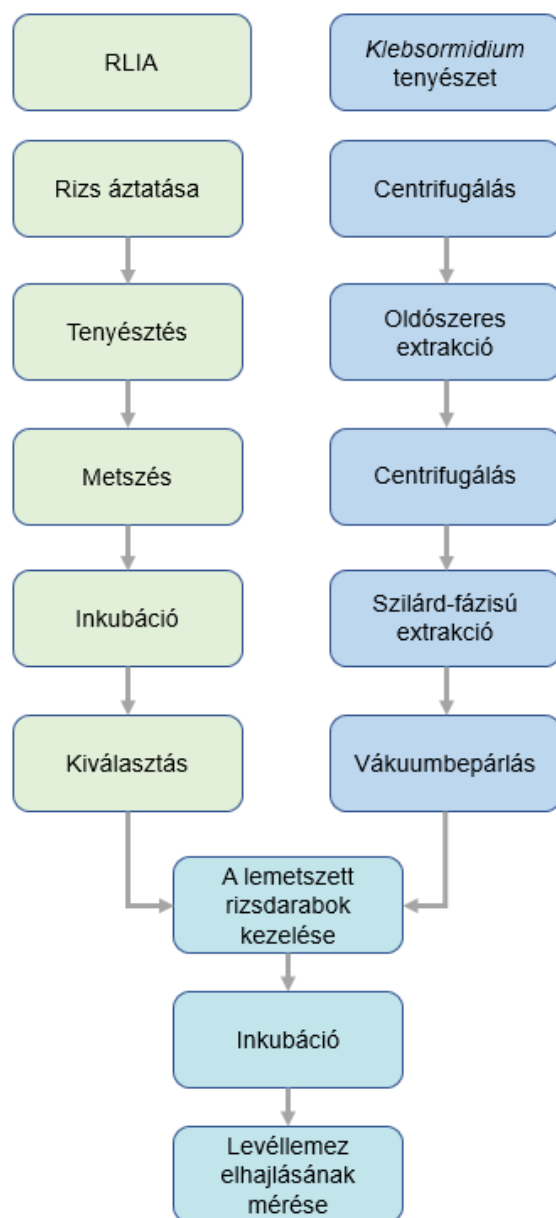 RLIA
Klebsormidium
tenyészet
Rizs áztatása
Centrifugálás
Tenyésztés
Oldószeres
extrakció
Metszés
Centrifugálás
Inkubáció
Szilárd-fázisú
extrakció
Kiválasztás
Vákuumbepárlás
A lemetszett
rizsdarabok
kezelése
Inkubáció
Levéllemez
elhajlásának
mérése